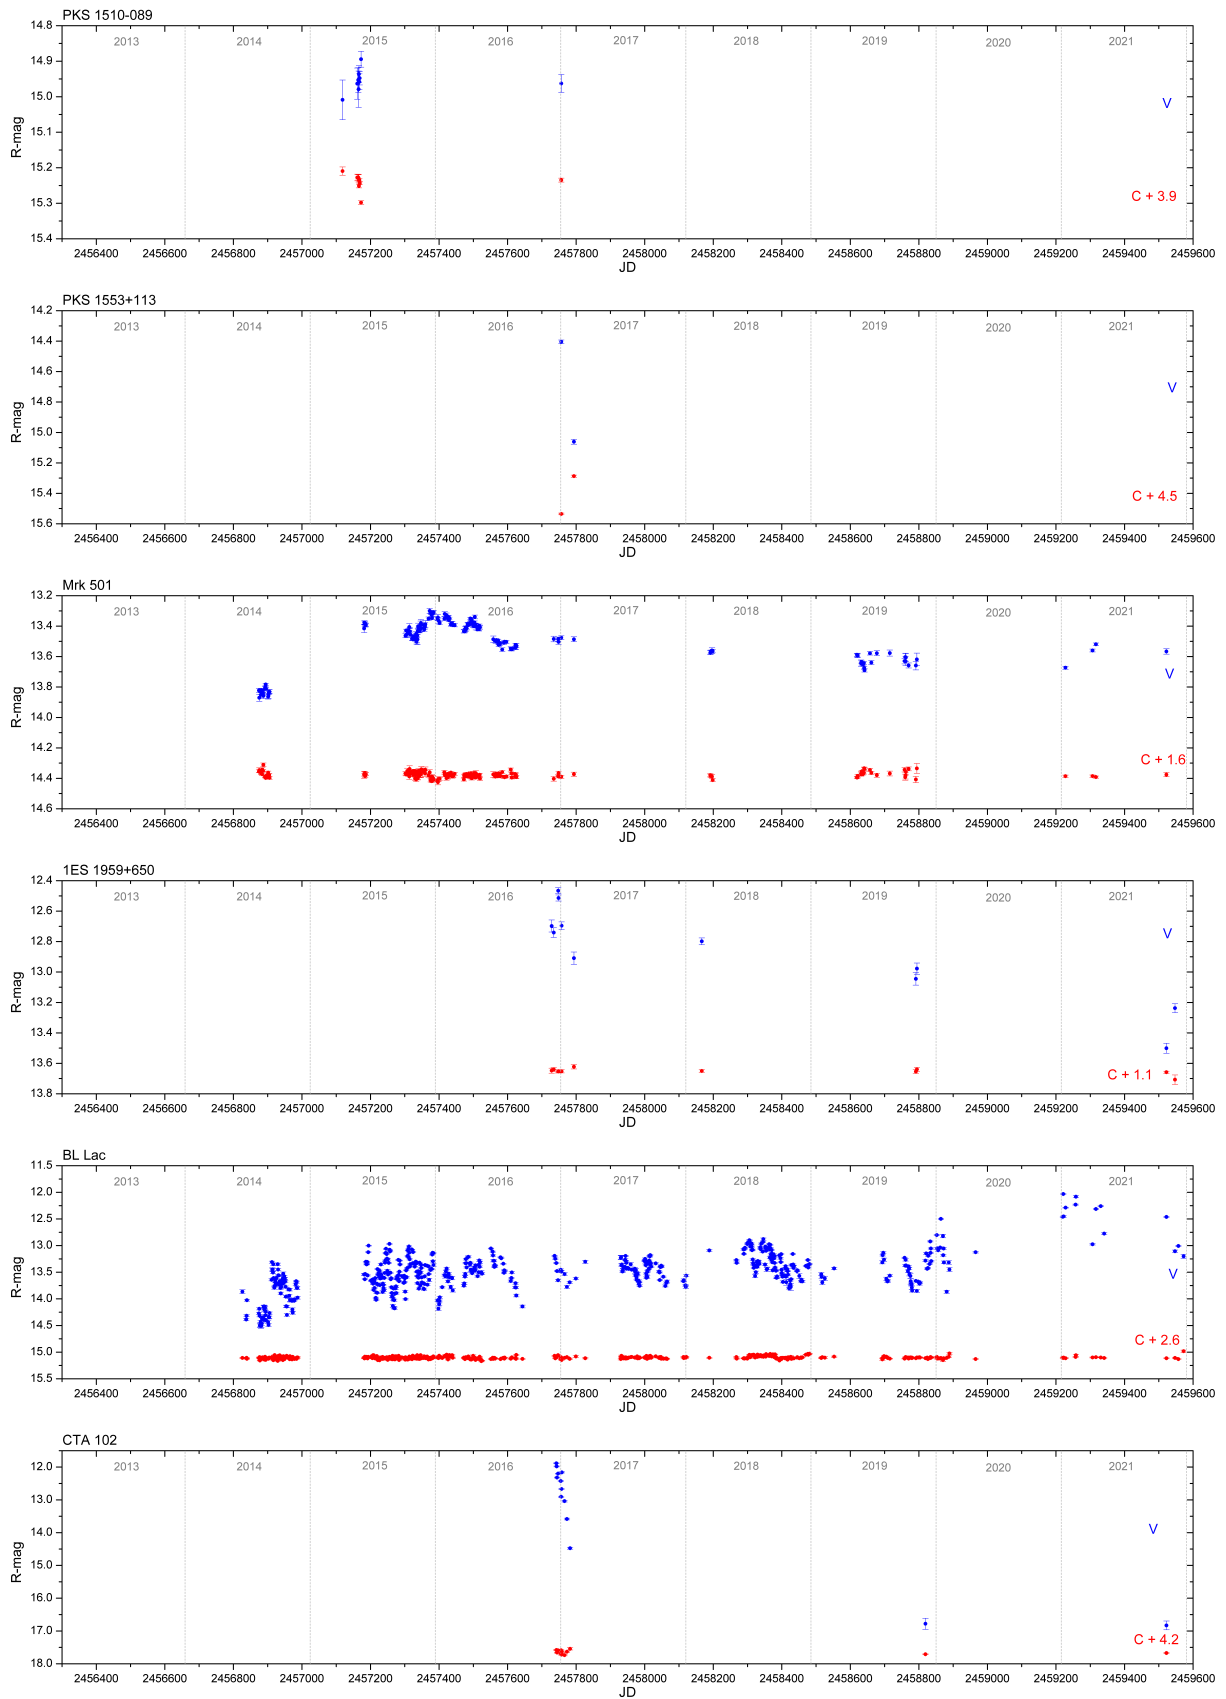 PKS 1510-089
14.8
2013 2014 2015 2016 2017 2018 2019 2020 2021
14.9
15.0
V
15.1
R-mag
15.2
C + 3.9
15.3
15.4
2456400 2456600 2456800 2457000 2457200 2457400 2457600 2457800 2458000 2458200 2458400 2458600 2458800 2459000 2459200 2459400 2459600
JD
PKS 1553+113
14.2
2013 2014 2015 2016 2017 2018 2019 2020 2021
14.4
14.6
V
14.8
R-mag
15.0
15.2
15.4
C + 4.5
15.6
2456400 2456600 2456800 2457000 2457200 2457400 2457600 2457800 2458000 2458200 2458400 2458600 2458800 2459000 2459200 2459400 2459600
JD
Mrk 501
13.2
2013 2014 2015 2016 2017 2018 2019 2020 2021
13.4
13.6
V
13.8
R-mag
14.0
14.2
C + 1.6
14.4
14.6
2456400 2456600 2456800 2457000 2457200 2457400 2457600 2457800 2458000 2458200 2458400 2458600 2458800 2459000 2459200 2459400 2459600
JD
1ES 1959+650
12.4
2013 2014 2015 2016 2017 2018 2019 2020 2021
12.6
V
12.8
R-mag
13.0
13.2
13.4
13.6
C + 1.1
13.8
2456400 2456600 2456800 2457000 2457200 2457400 2457600 2457800 2458000 2458200 2458400 2458600 2458800 2459000 2459200 2459400 2459600
JD
BL Lac
11.5
2013 2014 2015 2016 2017 2018 2019 2020 2021
12.0
12.5
13.0
R-mag
13.5
V
14.0
14.5
C + 2.6
15.0
15.5
2456400 2456600 2456800 2457000 2457200 2457400 2457600 2457800 2458000 2458200 2458400 2458600 2458800 2459000 2459200 2459400 2459600
JD
CTA 102
12.0
2013 2014 2015 2016 2017 2018 2019 2020 2021
13.0
V
14.0
R-mag
15.0
16.0
17.0
C + 4.2
18.0
2456400 2456600 2456800 2457000 2457200 2457400 2457600 2457800 2458000 2458200 2458400 2458600 2458800 2459000 2459200 2459400 2459600
JD